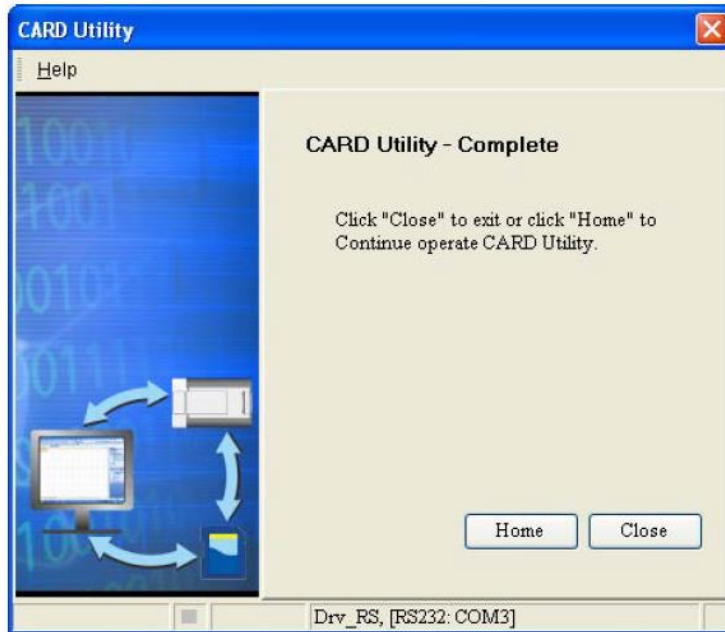 CARD Utility
Help
CARD Utility - Complete
Click "Close" to exit or click "Home" to
Continue operate CARD Utility.
Home
Close
Drv_RS, [RS232: COM3]